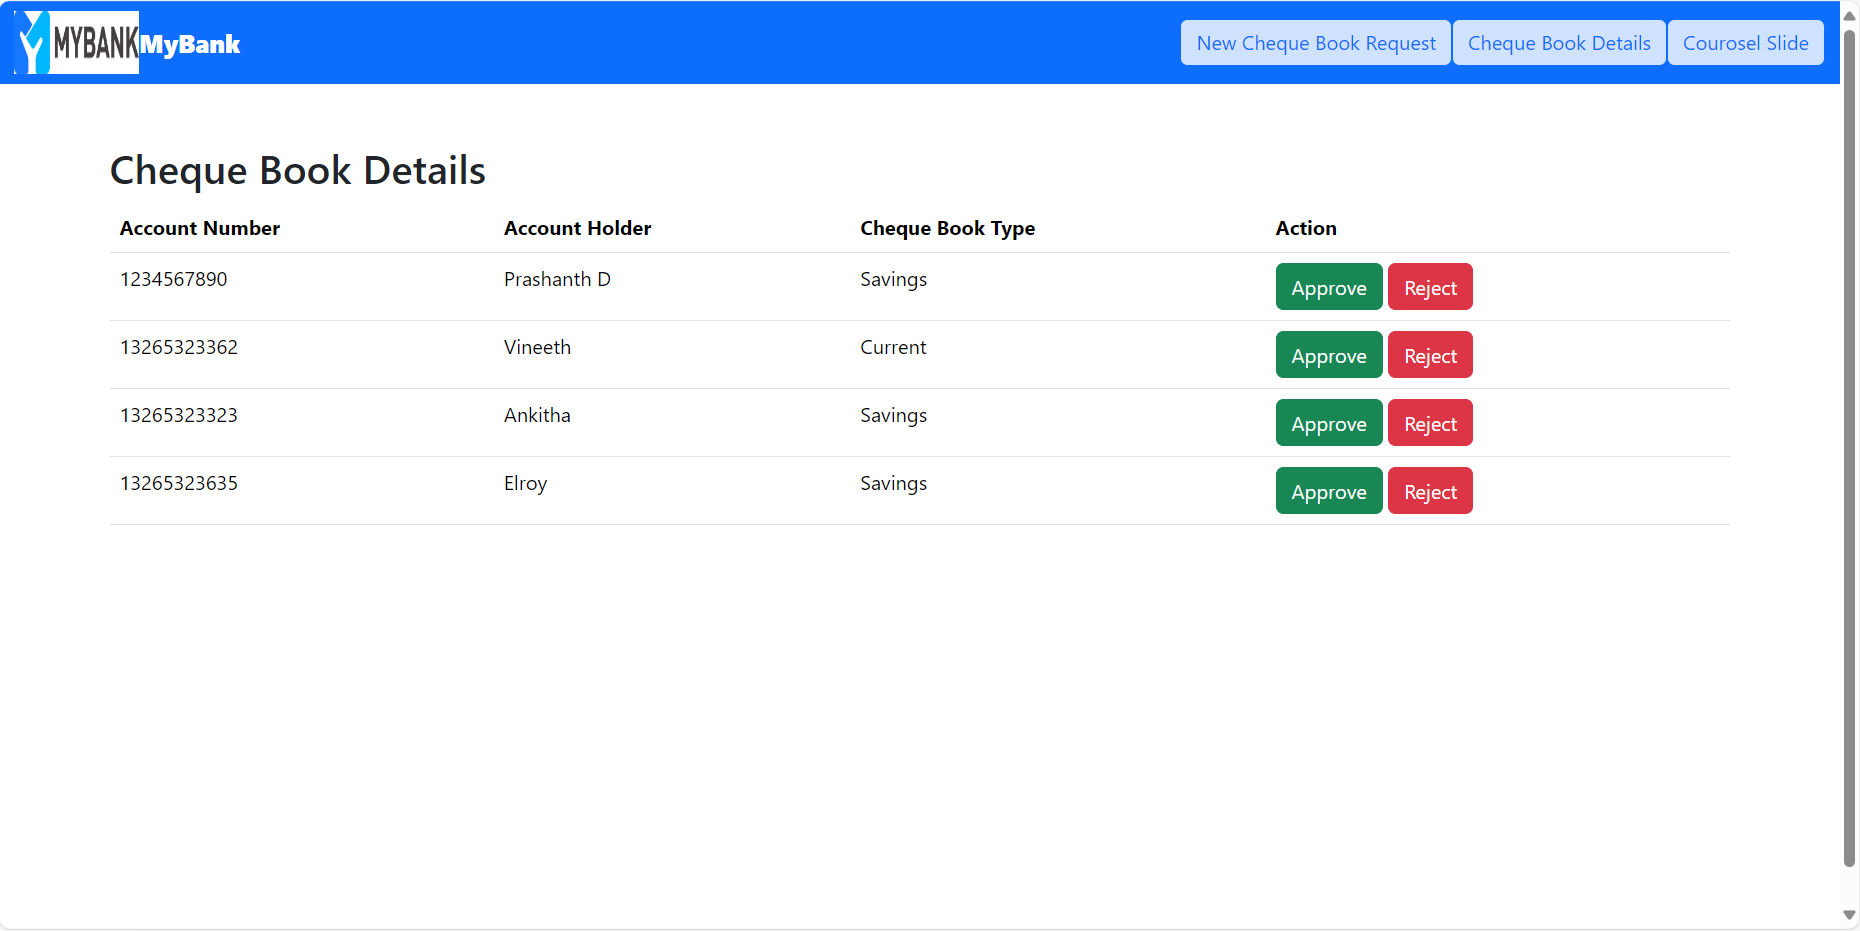 MYBANK MyBank New Cheque Book Request Cheque Book Details Courosel Slide
Cheque Book Details
Account Number Account Holder Cheque Book Type Action
1234567890 Prashanth D Savings Approve Reject
13265323362 Vineeth Current Approve Reject
13265323323 Ankitha Savings Approve Reject
13265323635 Elroy Savings Approve Reject